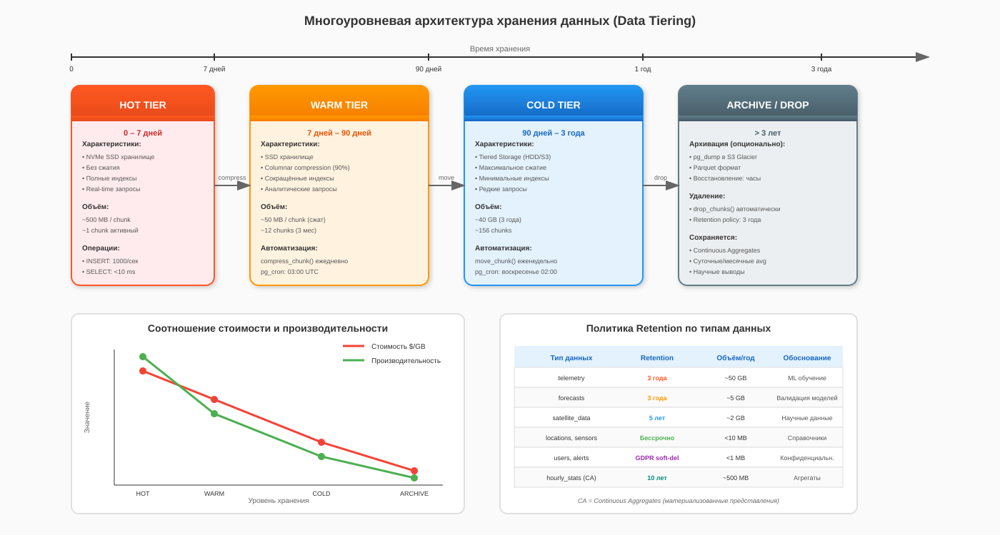 Многоуровневая архитектура хранения данных (Data Tiering)
Время хранения
0
7 дней
90 дней
1 год
3 года
HOT TIER
0 – 7 дней
Характеристики:
• NVMe SSD хранилище
• Без сжатия
• Полные индексы
• Real-time запросы
Объём:
~500 MB / chunk
~1 chunk активный
Операции:
• INSERT: 1000/сек
• SELECT: <10 ms
compress
WARM TIER
7 дней – 90 дней
Характеристики:
• SSD хранилище
• Columnar compression (90%)
• Сокращённые индексы
• Аналитические запросы
Объём:
~50 MB / chunk (сжат)
~12 chunks (3 мес)
Автоматизация:
compress_chunk() ежедневно
pg_cron: 03:00 UTC
move
COLD TIER
90 дней – 3 года
Характеристики:
• Tiered Storage (HDD/S3)
• Максимальное сжатие
• Минимальные индексы
• Редкие запросы
Объём:
~40 GB (3 года)
~156 chunks
Автоматизация:
move_chunk() еженедельно
pg_cron: воскресенье 02:00
drop
ARCHIVE / DROP
> 3 лет
Архивация (опционально):
• pg_dump в S3 Glacier
• Parquet формат
• Восстановление: часы
Удаление:
• drop_chunks() автоматически
• Retention policy: 3 года
Сохраняется:
• Continuous Aggregates
• Суточные/месячные avg
• Научные выводы
Соотношение стоимости и производительности
Стоимость $/GB
Производительность
Значение
HOT WARM COLD ARCHIVE
Уровень хранения
Политика Retention по типам данных
Тип данных Retention Объём/год Обоснование
telemetry 3 года ~50 GB ML обучение
forecasts 3 года ~5 GB Валидация моделей
satellite_data 5 лет ~2 GB Научные данные
locations, sensors Бессрочно <10 MB Справочники
users, alerts GDPR soft-del <1 MB Конфиденциальн.
hourly_stats (CA) 10 лет ~500 MB Агрегаты
CA = Continuous Aggregates (материализованные представления)